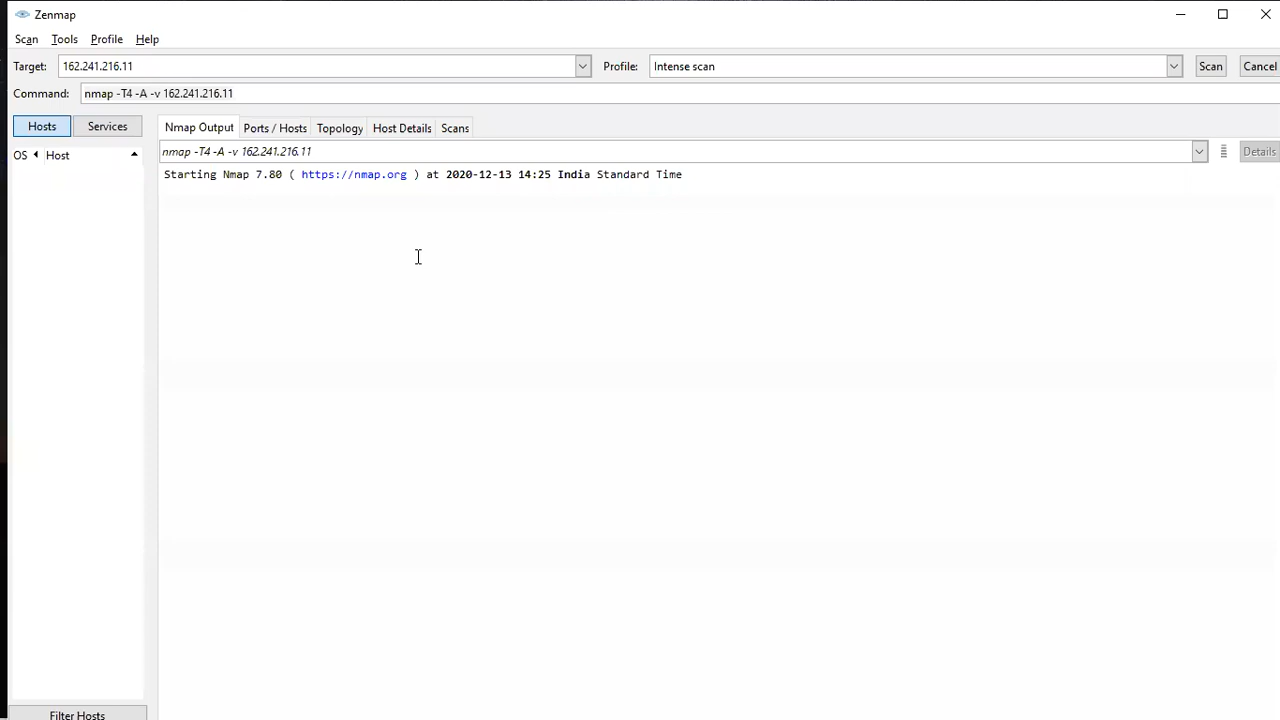 Zenmap
Scan Tools Profile Help
Target: 162.241.216.11 Profile: Intense scan Scan Cancel
Command: nmap -T4 -A -v 162.241.216.11
Hosts Services Nmap Output Ports / Hosts Topology Host Details Scans
OS Host nmap -T4 -A -v 162.241.216.11 Details
Starting Nmap 7.80 ( https://nmap.org ) at 2020-12-13 14:25 India Standard Time
Filter Hosts